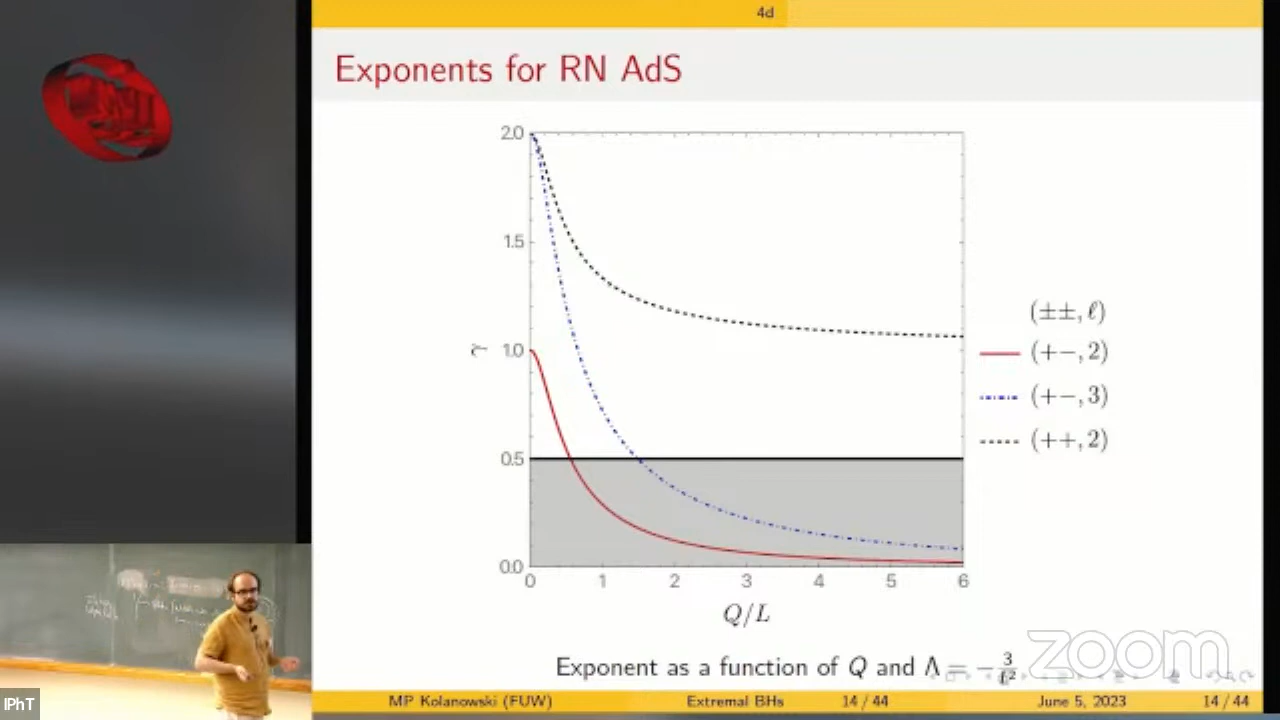 4d
Exponents for RN AdS
2.0
1.5
1.0
0.5
0.0
γ
0 1 2 3 4 5 6
Q/L
(±±, ℓ)
(+−, 2)
(+−, 3)
(++, 2)
Exponent as a function of Q and Λ = −3/ℓ²
zoom
MP Kolanowski (FUW) Extremal BHs 14 / 44 June 5, 2023 14 / 44
IPhT